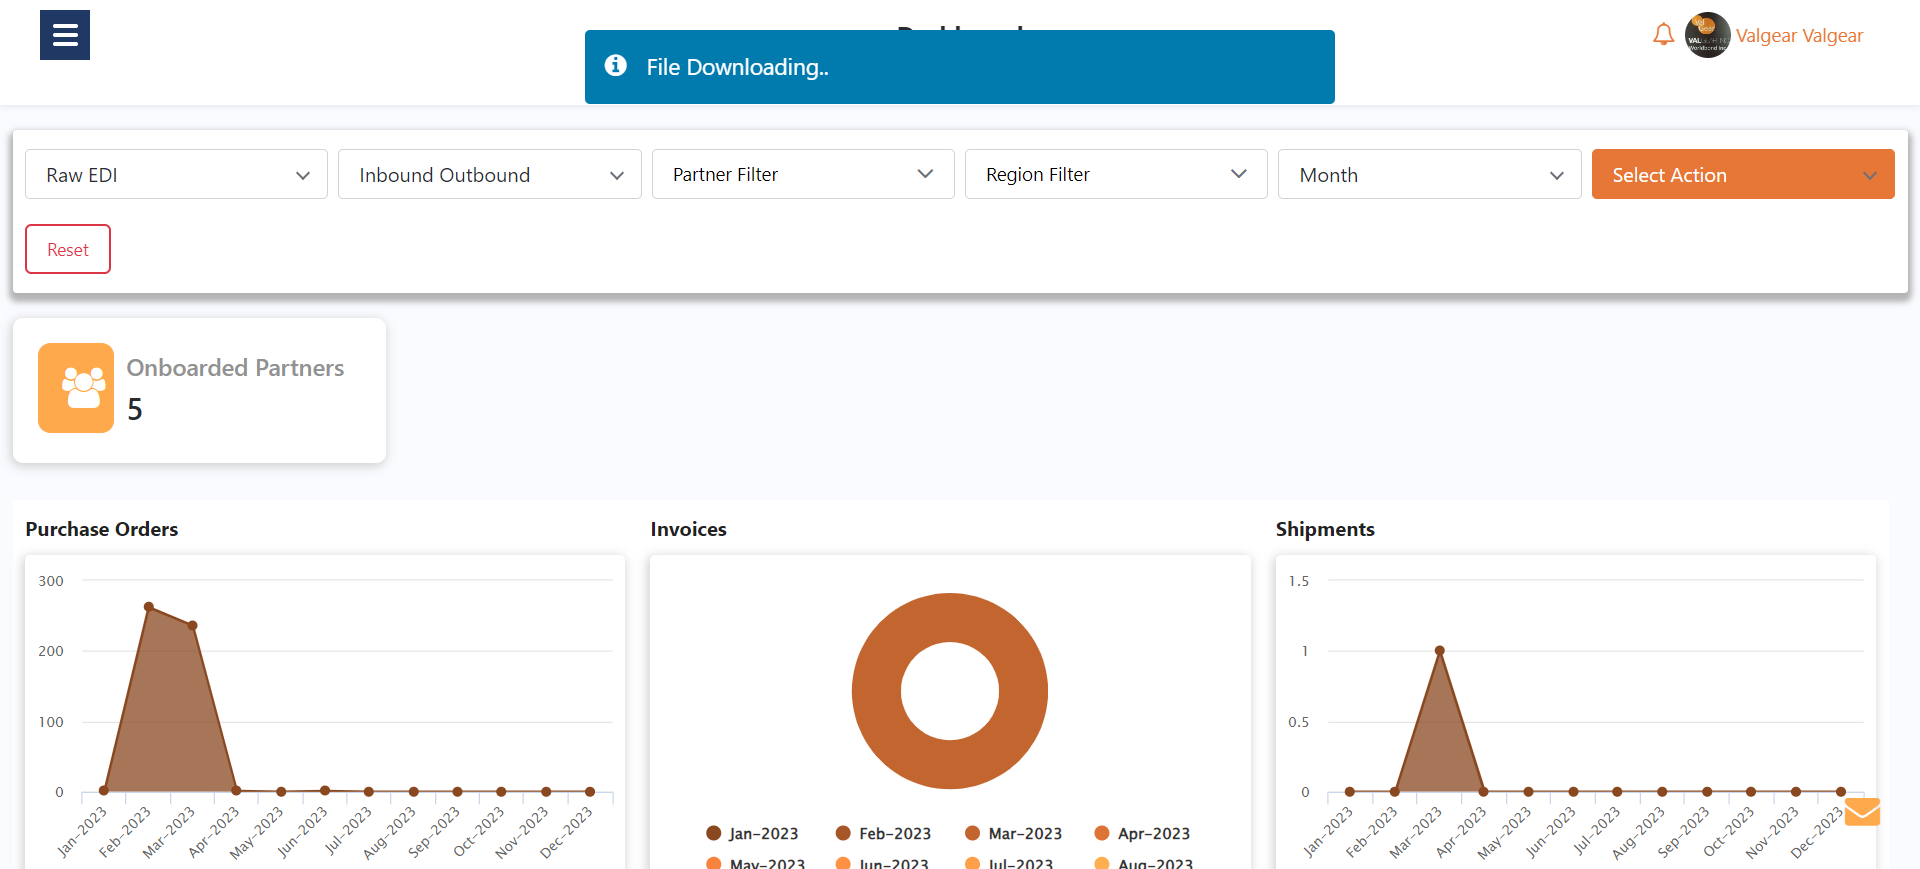 File Downloading..
Valgear Valgear
Raw EDI
Inbound Outbound
Partner Filter
Region Filter
Month
Select Action
Reset
Onboarded Partners
5
Purchase Orders
300
200
100
0
Jan-2023
Feb-2023
Mar-2023
Apr-2023
May-2023
Jun-2023
Jul-2023
Aug-2023
Sep-2023
Oct-2023
Nov-2023
Dec-2023
Invoices
Jan-2023
Feb-2023
Mar-2023
Apr-2023
May-2023
Jun-2023
Jul-2023
Aug-2023
Shipments
1.5
1
0.5
0
Jan-2023
Feb-2023
Mar-2023
Apr-2023
May-2023
Jun-2023
Jul-2023
Aug-2023
Sep-2023
Oct-2023
Nov-2023
Dec-2023